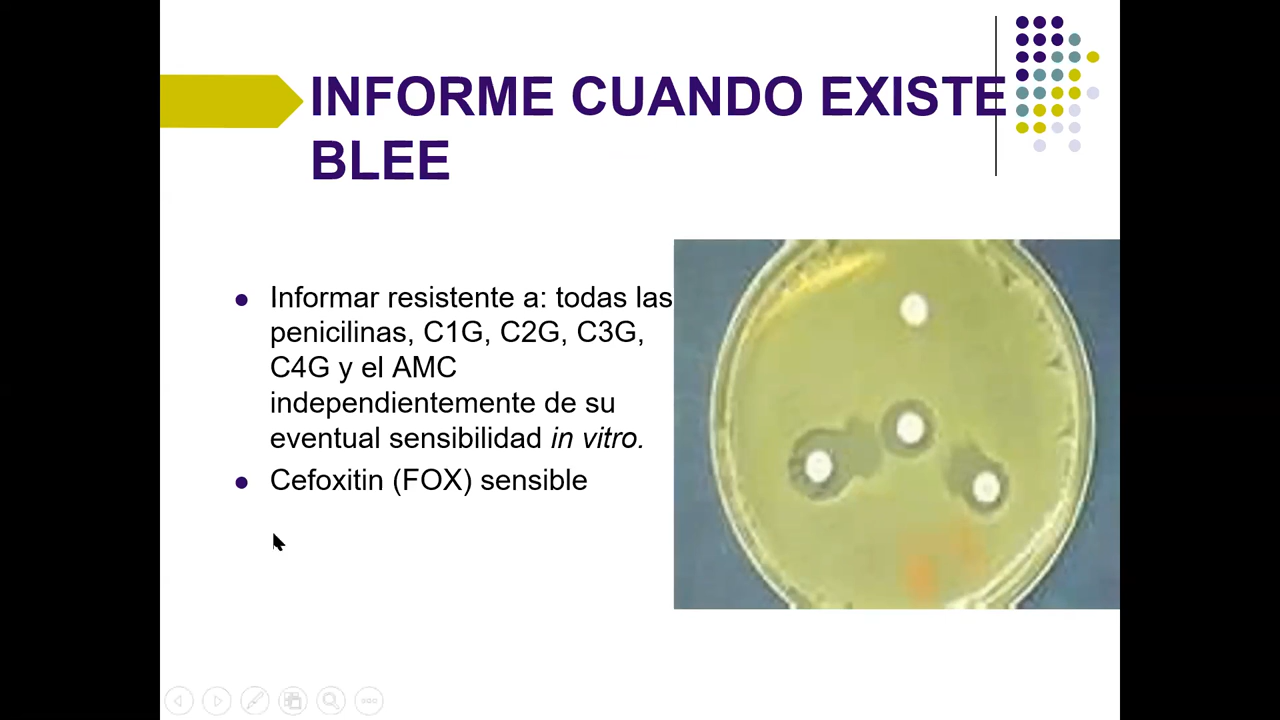 INFORME CUANDO EXISTE
BLEE
● Informar resistente a: todas las
penicilinas, C1G, C2G, C3G,
C4G y el AMC
independientemente de su
eventual sensibilidad in vitro.
● Cefoxitin (FOX) sensible